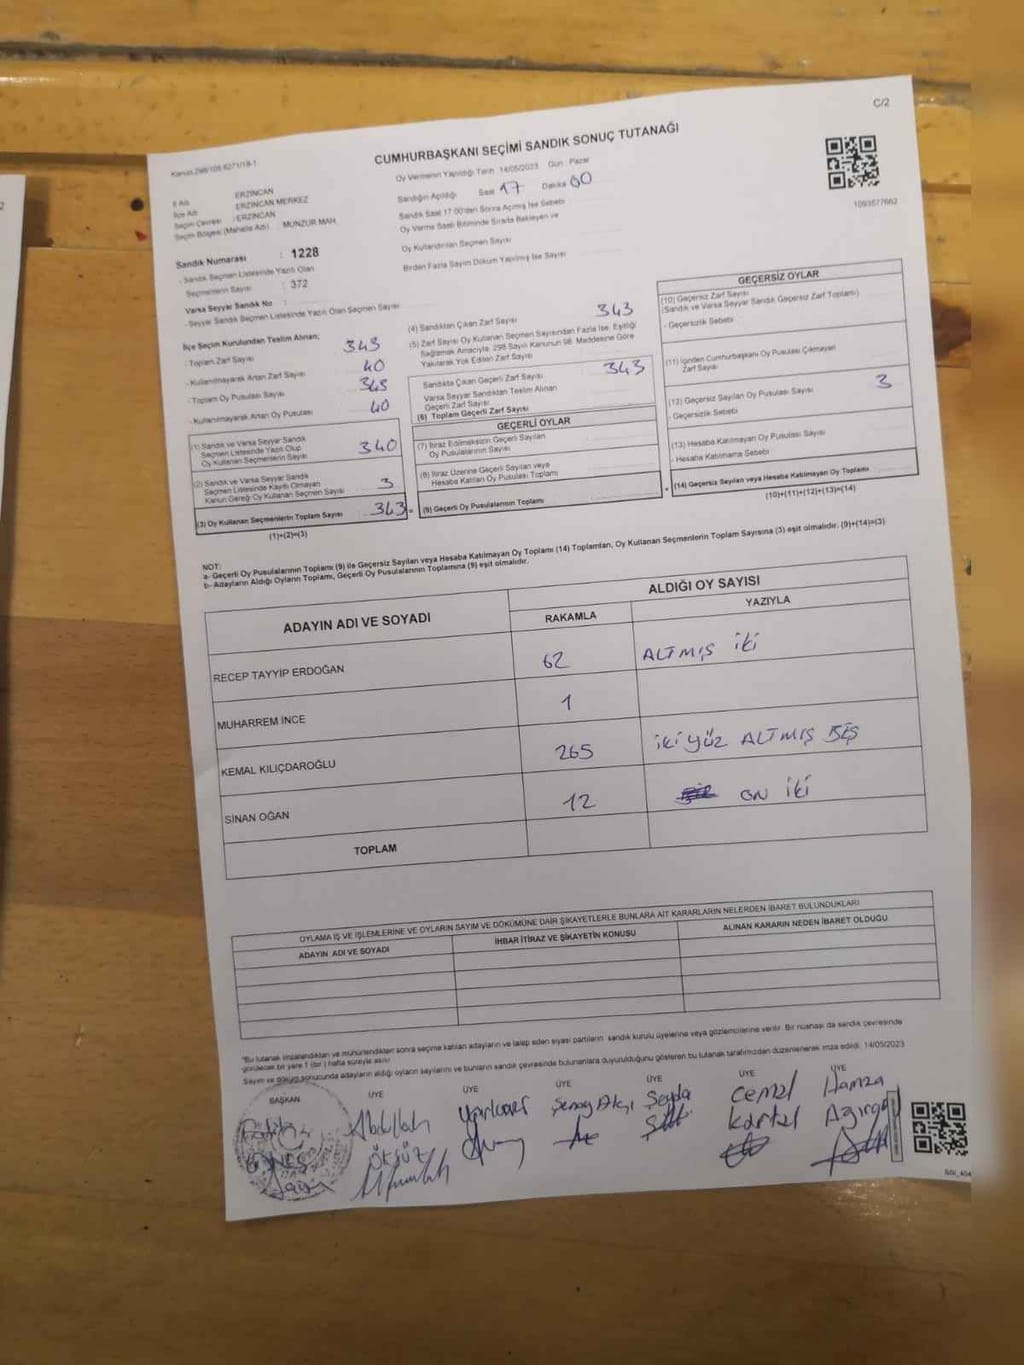 C/2
Kanun 298/105 6271/18-1
CUMHURBAŞKANI SEÇİMİ SANDIK SONUÇ TUTANAĞI
Oy Vermenin Yapıldığı Tarih 14/05/2023 Gün : Pazar
İl Adı ERZİNCAN
İlçe Adı : ERZİNCAN MERKEZ
Seçim Çevresi : ERZİNCAN
Seçim Bölgesi (Mahalle Adı) MUNZUR MAH.
Sandığın Açıldığı Saat 17 Dakika 00
Sandık Saat 17:00'den Sonra Açılmış İse Sebebi
Oy Verme Saati Bitiminde Sırada Bekleyen ve
Oy Kullandırılan Seçmen Sayısı
Birden Fazla Sayım Döküm Yapılmış İse Sayısı
1093577662
Sandık Numarası : 1228
- Sandık Seçmen Listesinde Yazılı Olan
Seçmenlerin Sayısı : 372
Varsa Seyyar Sandık No :
- Seyyar Sandık Seçmen Listesinde Yazılı Olan Seçmen Sayısı
İlçe Seçim Kurulundan Teslim Alınan;
- Toplam Zarf Sayısı 343
- Kullanılmayarak Artan Zarf Sayısı 40
- Toplam Oy Pusulası Sayısı 343
- Kullanılmayarak Artan Oy Pusulası 40
(1) Sandık ve Varsa Seyyar Sandık
Seçmen Listesinde Yazılı Olup
Oy Kullanan Seçmenlerin Sayısı 340
(2) Sandık ve Varsa Seyyar Sandık
Seçmen Listesinde Kayıtlı Olmayan
Kanun Gereği Oy Kullanan Seçmen Sayısı 3
(3) Oy Kullanan Seçmenlerin Toplam Sayısı 343
(1)+(2)=(3)
(4) Sandıktan Çıkan Zarf Sayısı 343
(5) Zarf Sayısı Oy Kullanan Seçmen Sayısından Fazla İse, Eşitliği
Sağlamak Amacıyla, 298 Sayılı Kanunun 98. Maddesine Göre
Yakılarak Yok Edilen Zarf Sayısı
Sandıkta Çıkan Geçerli Zarf Sayısı 343
Varsa Seyyar Sandıktan Teslim Alınan
Geçerli Zarf Sayısı
(6) Toplam Geçerli Zarf Sayısı
GEÇERLİ OYLAR
(7) İtiraz Edilmeksizin Geçerli Sayılan
Oy Pusulalarının Sayısı
(8) İtiraz Üzerine Geçerli Sayılan veya
Hesaba Katılan Oy Pusulası Toplamı
= (9) Geçerli Oy Pusulalarının Toplamı
GEÇERSİZ OYLAR
(10) Geçersiz Zarf Sayısı
(Sandık ve Varsa Seyyar Sandık Geçersiz Zarf Toplamı)
- Geçersizlik Sebebi
(11) İçinden Cumhurbaşkanı Oy Pusulası Çıkmayan
Zarf Sayısı
(12) Geçersiz Sayılan Oy Pusulası Sayısı 3
- Geçersizlik Sebebi
(13) Hesaba Katılmayan Oy Pusulası Sayısı
- Hesaba Katılmama Sebebi
+ (14) Geçersiz Sayılan veya Hesaba Katılmayan Oy Toplamı
(10)+(11)+(12)+(13)=(14)
NOT:
a- Geçerli Oy Pusulalarının Toplamı (9) ile Geçersiz Sayılan veya Hesaba Katılmayan Oy Toplamı (14) Toplamları, Oy Kullanan Seçmenlerin Toplam Sayısına (3) eşit olmalıdır. (9)+(14)=(3)
b- Adayların Aldığı Oyların Toplamı, Geçerli Oy Pusulalarının Toplamına (9) eşit olmalıdır.
ADAYIN ADI VE SOYADI
ALDIĞI OY SAYISI
RAKAMLA YAZIYLA
RECEP TAYYİP ERDOĞAN 62 ALTMIŞ İKİ
MUHARREM İNCE 1
KEMAL KILIÇDAROĞLU 265 İKİ YÜZ ALTMIŞ BEŞ
SİNAN OĞAN 12 ON İKİ
TOPLAM
OYLAMA İŞ VE İŞLEMLERİNE VE OYLARIN SAYIM VE DÖKÜMÜNE DAİR ŞİKAYETLERLE BUNLARA AİT KARARLARIN NELERDEN İBARET BULUNDUKLARI
ADAYIN ADI VE SOYADI İHBAR İTİRAZ VE ŞİKAYETİN KONUSU ALINAN KARARIN NEDEN İBARET OLDUĞU
"Bu tutanak imzalandıktan ve mühürlendikten sonra seçime katılan adayların ve talep eden siyasi partilerin sandık kurulu üyelerine veya gözlemcilerine verilir. Bir nüshası da sandık çevresinde
görülecek bir yere 1 (bir) hafta süreyle asılır.
Sayım ve döküm sonucunda adayların aldığı oyların sayılarını ve bunların sandık çevresinde bulunanlara duyurulduğunu gösteren bu tutanak tarafımızdan düzenlenerek imza edildi. 14/05/2023
BAŞKAN ÜYE ÜYE ÜYE ÜYE ÜYE ÜYE
GÜNEŞ
Abdullah
ÖKSÜZ
Şenay Akçı
Şeyda
Cemal
Kartal
Hamza